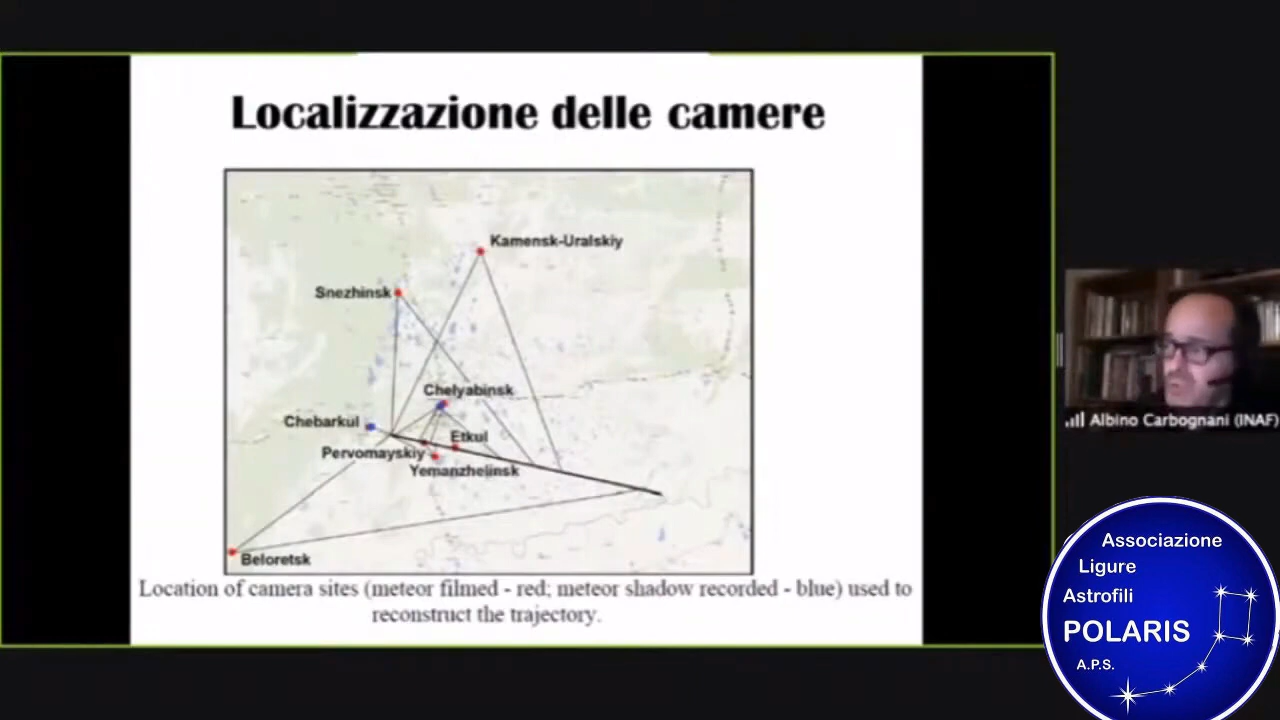 Localizzazione delle camere
Kamensk-Uralskiy
Snezhinsk
Chelyabinsk
Chebarkul
Etkul
Pervomayskiy
Yemanzhelinsk
Beloretsk
Location of camera sites (meteor filmed - red; meteor shadow recorded - blue) used to
reconstruct the trajectory.
Albino Carbognani (INAF)
Associazione
Ligure
Astrofili
POLARIS
A.P.S.